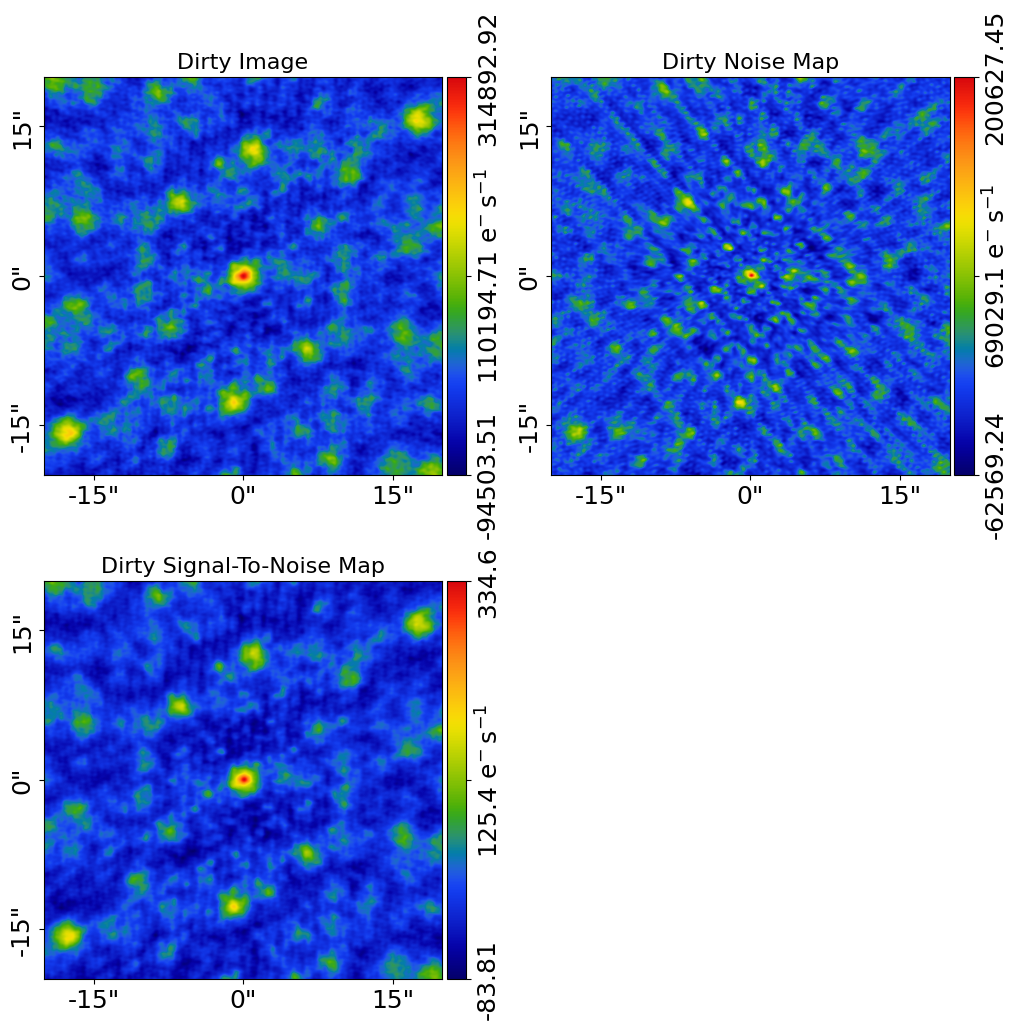 Dirty Image
15"
0"
-15"
-15" 0" 15"
-94503.51 110194.71 e⁻ s⁻¹ 314892.92
Dirty Noise Map
15"
0"
-15"
-15" 0" 15"
-62569.24 69029.1 e⁻ s⁻¹ 200627.45
Dirty Signal-To-Noise Map
15"
0"
-15"
-15" 0" 15"
-83.81 125.4 e⁻ s⁻¹ 334.6